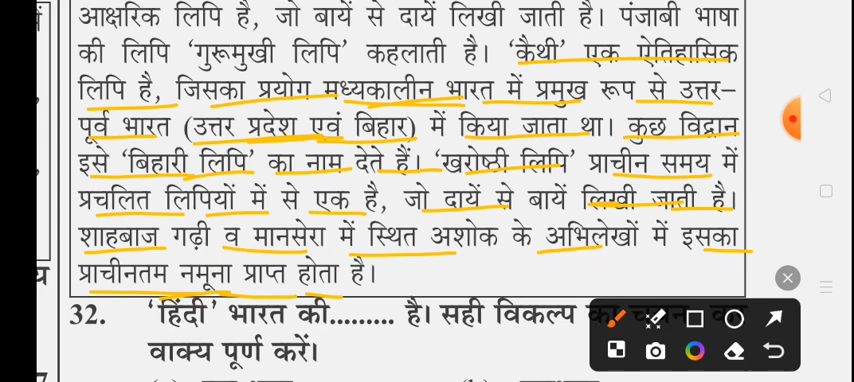 आक्षरिक लिपि है, जो बायें से दायें लिखी जाती है। पंजाबी भाषा
की लिपि ‘गुरूमुखी लिपि’ कहलाती है। ‘कैथी’ एक ऐतिहासिक
लिपि है, जिसका प्रयोग मध्यकालीन भारत में प्रमुख रूप से उत्तर–
पूर्व भारत (उत्तर प्रदेश एवं बिहार) में किया जाता था। कुछ विद्वान
इसे ‘बिहारी लिपि’ का नाम देते हैं। ‘खरोष्ठी लिपि’ प्राचीन समय में
प्रचलित लिपियों में से एक है, जो दायें से बायें लिखी जाती है।
शाहबाज गढ़ी व मानसेरा में स्थित अशोक के अभिलेखों में इसका
प्राचीनतम नमूना प्राप्त होता है।
32. ‘हिंदी’ भारत की......... है। सही विकल्प
वाक्य पूर्ण करें।